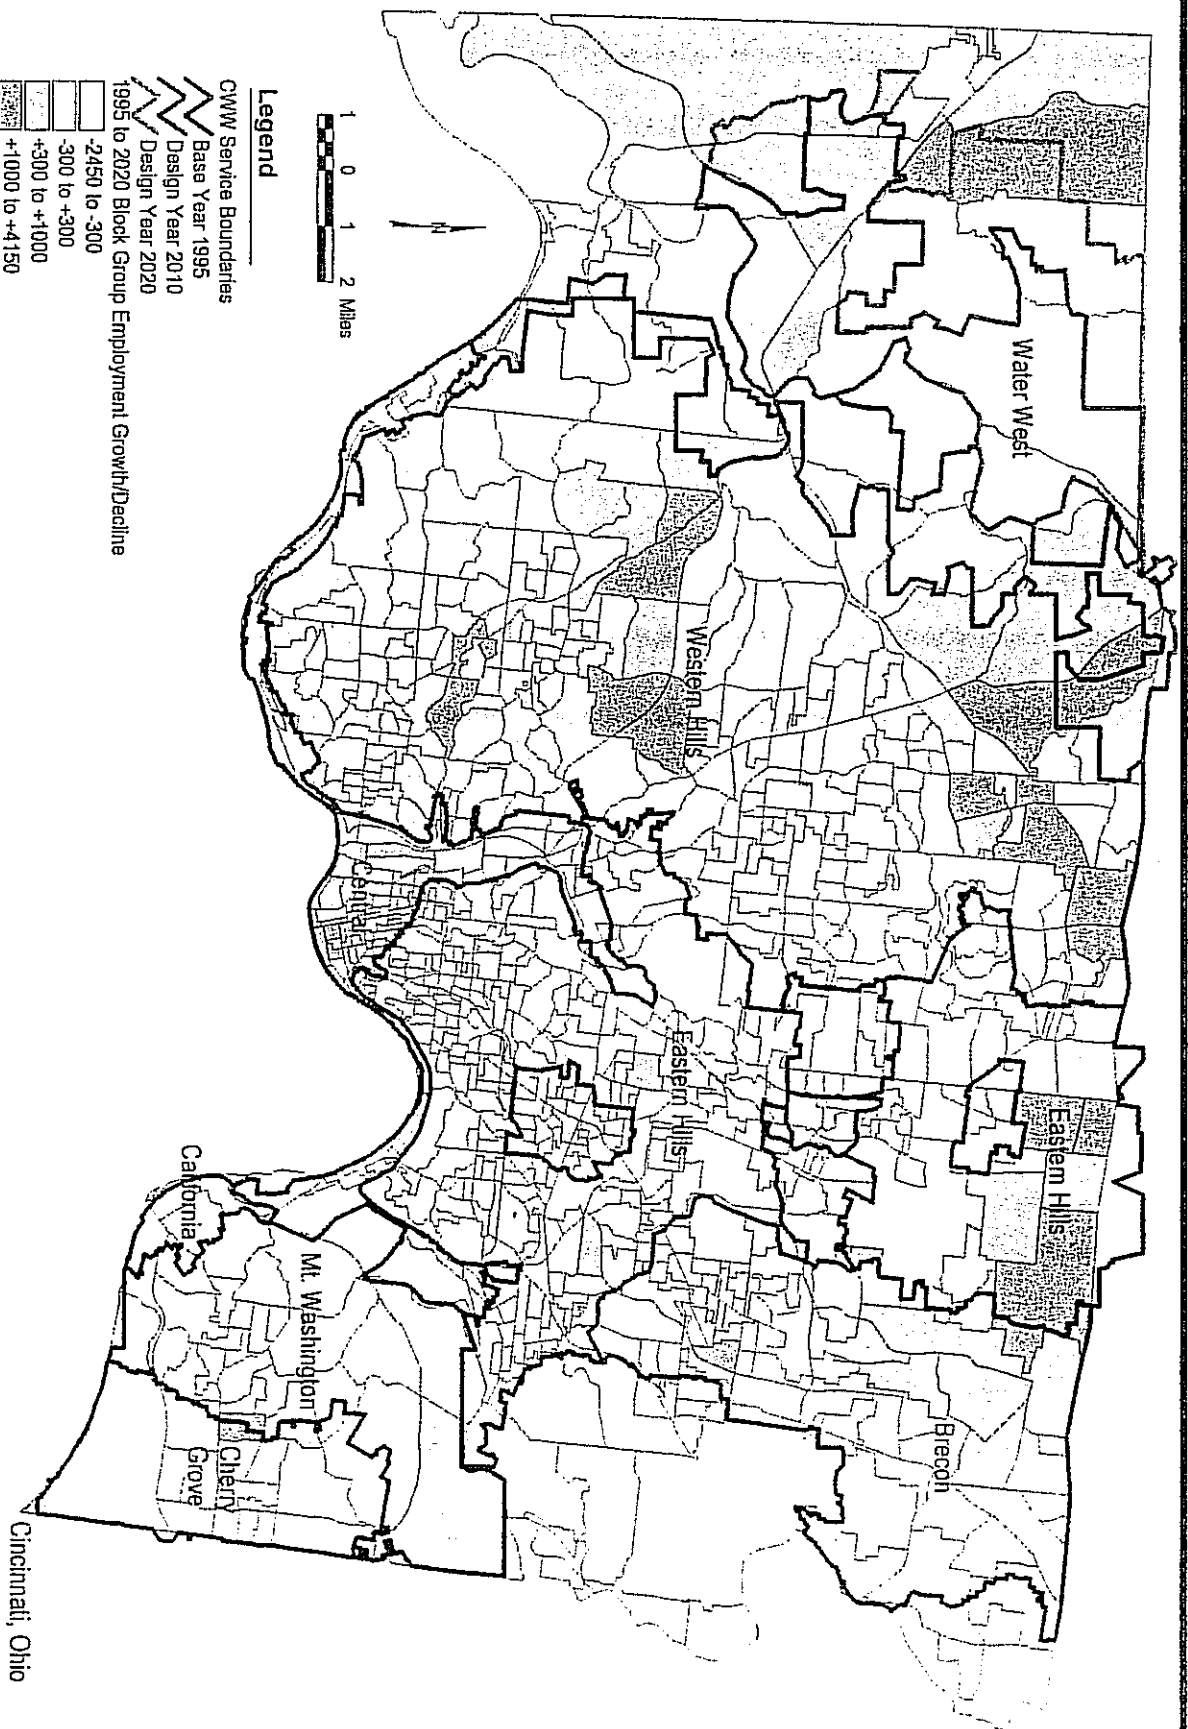 Water West
Western Hills
Eastern Hills
Eastern Hills
Brecon
Central
California
Mt. Washington
Cherry
Grove
1 0 1 2 Miles
N
Legend
CWW Service Boundaries
Base Year 1995
Design Year 2010
Design Year 2020
1995 to 2020 Block Group Employment Growth/Decline
-2450 to -300
-300 to +300
+300 to +1000
+1000 to +4150
Cincinnati, Ohio